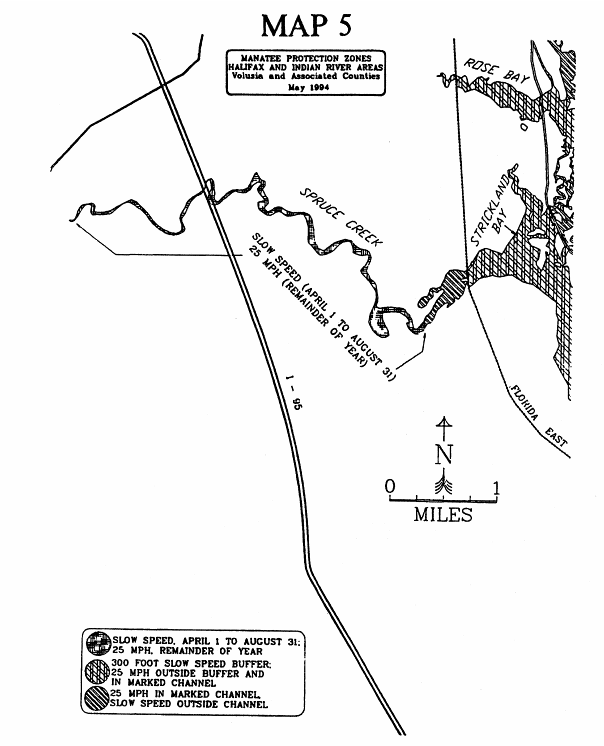 MAP 5
MANATEE PROTECTION ZONES
HALIFAX AND INDIAN RIVER AREAS
Volusia and Associated Counties
May 1994
ROSE BAY
SPRUCE CREEK
STRICKLAND
BAY
SLOW SPEED (APRIL 1 TO AUGUST 31)
25 MPH (REMAINDER OF YEAR)
I - 95
FLORIDA EAST
N
0 1
MILES
SLOW SPEED, APRIL 1 TO AUGUST 31;
25 MPH, REMAINDER OF YEAR
300 FOOT SLOW SPEED BUFFER;
25 MPH OUTSIDE BUFFER AND
IN MARKED CHANNEL
25 MPH IN MARKED CHANNEL,
SLOW SPEED OUTSIDE CHANNEL